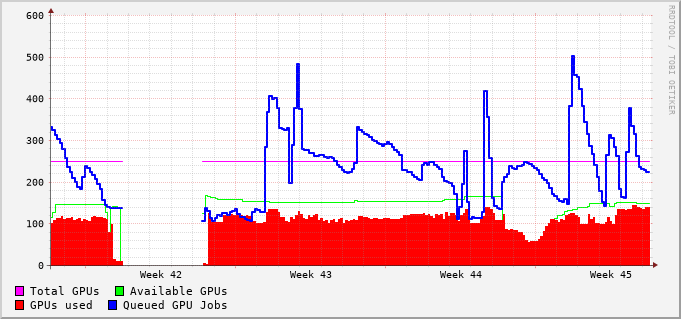 600
500
400
300
200
100
0
Week 42 Week 43 Week 44 Week 45
Total GPUs Available GPUs
GPUs used Queued GPU Jobs
RRDTOOL / TOBI OETIKER